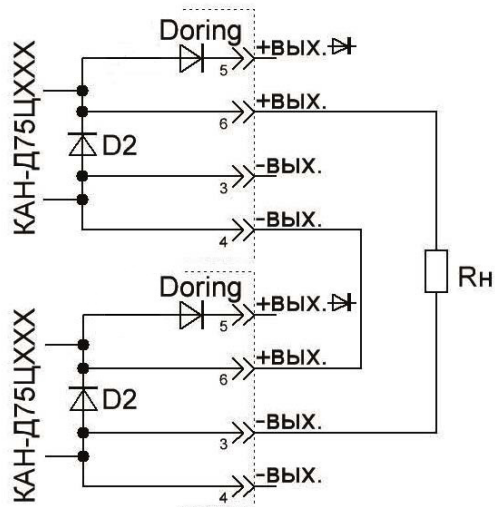 Doring
+ВЫХ.
5
+ВЫХ.
6
КАН-Д75ЦХХХ
D2
-ВЫХ.
3
-ВЫХ.
4
Rн
Doring
+ВЫХ.
5
+ВЫХ.
6
КАН-Д75ЦХХХ
D2
-ВЫХ.
3
-ВЫХ.
4